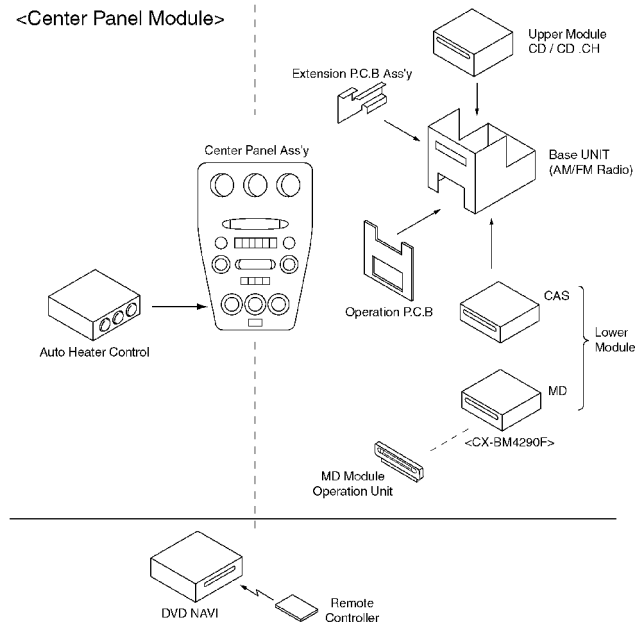 <Center Panel Module>
Upper Module
CD / CD .CH
Extension P.C.B Ass'y
Center Panel Ass'y
Base UNIT
(AM/FM Radio)
Operation P.C.B
CAS
Auto Heater Control
Lower
Module
MD
<CX-BM4290F>
MD Module
Operation Unit
DVD NAVI
Remote
Controller